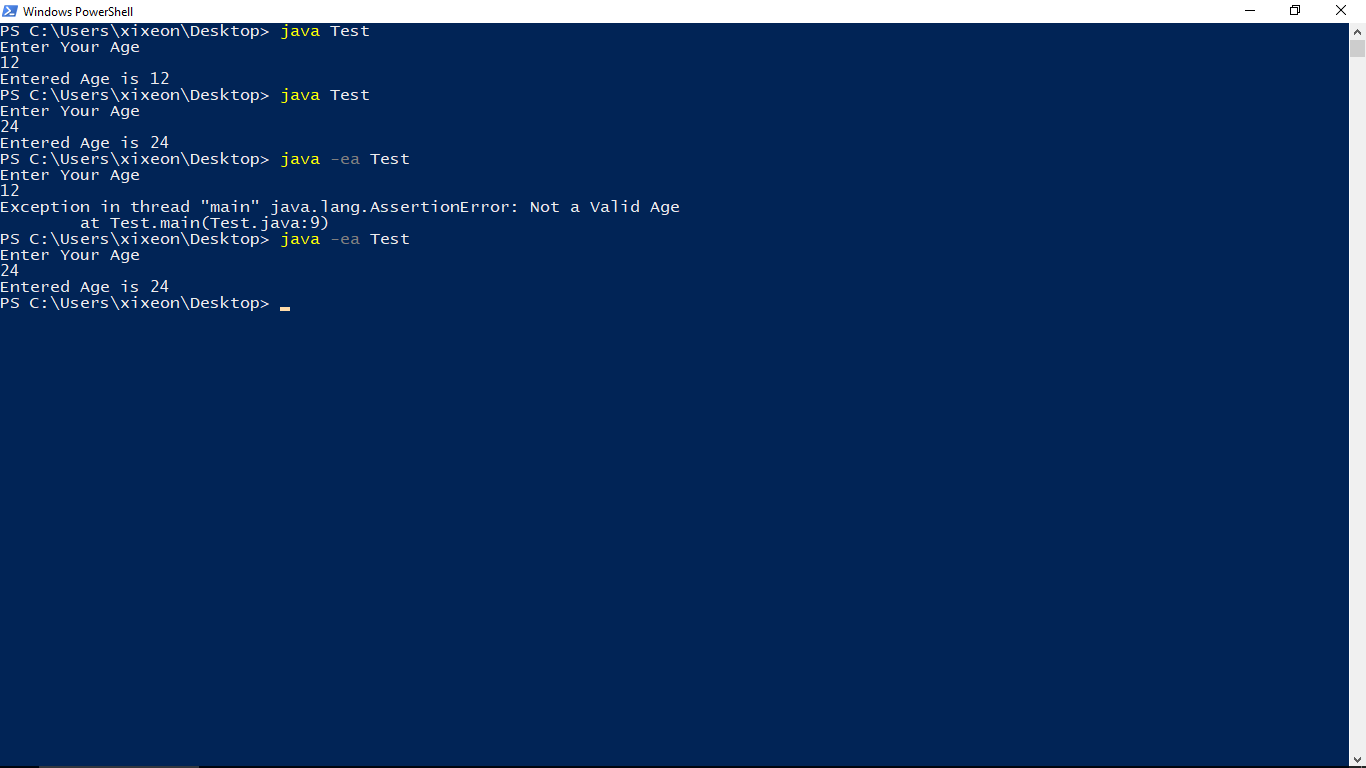 Windows PowerShell
PS C:\Users\xixeon\Desktop> java Test
Enter Your Age
12
Entered Age is 12
PS C:\Users\xixeon\Desktop> java Test
Enter Your Age
24
Entered Age is 24
PS C:\Users\xixeon\Desktop> java -ea Test
Enter Your Age
12
Exception in thread "main" java.lang.AssertionError: Not a Valid Age
        at Test.main(Test.java:9)
PS C:\Users\xixeon\Desktop> java -ea Test
Enter Your Age
24
Entered Age is 24
PS C:\Users\xixeon\Desktop>